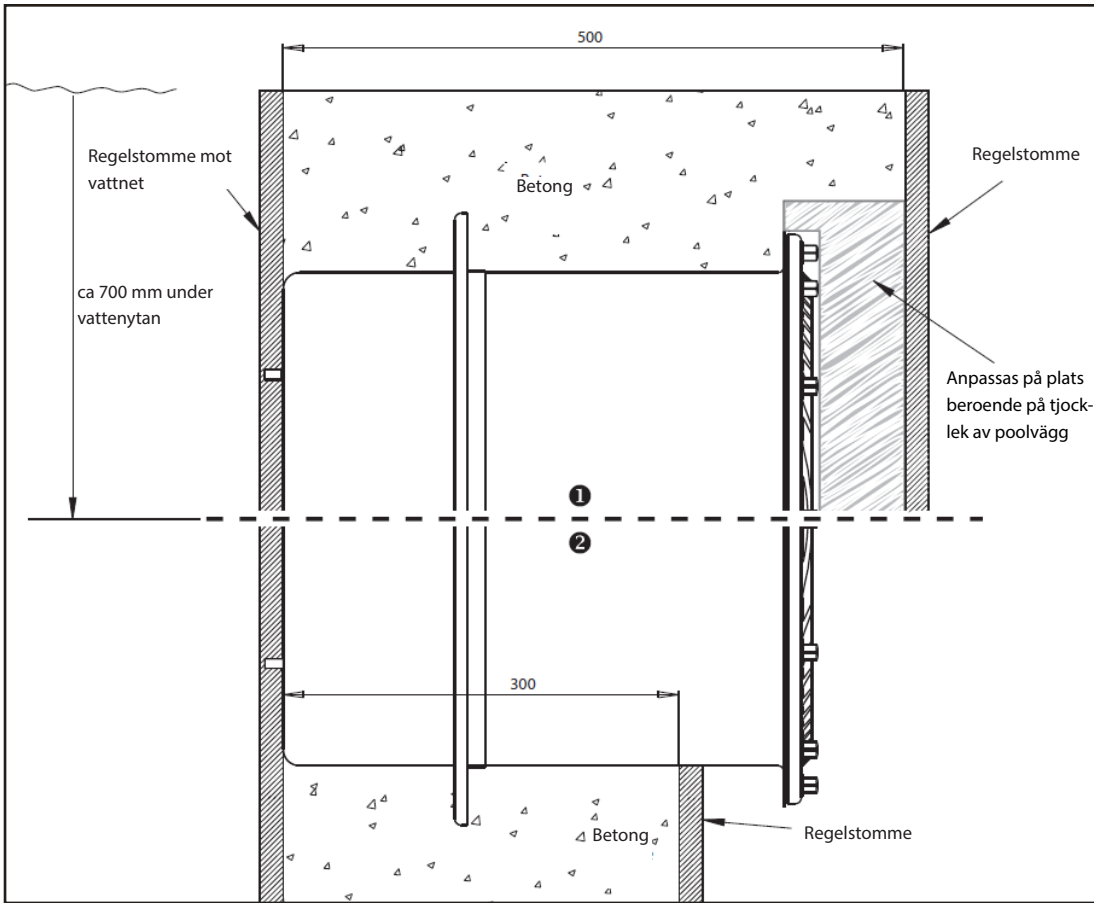 500
Regelstomme mot
vattnet
Betong
Regelstomme
ca 700 mm under
vattenytan
Anpassas på plats
beroende på tjock-
lek av poolvägg
❶
❷
300
Betong
Regelstomme